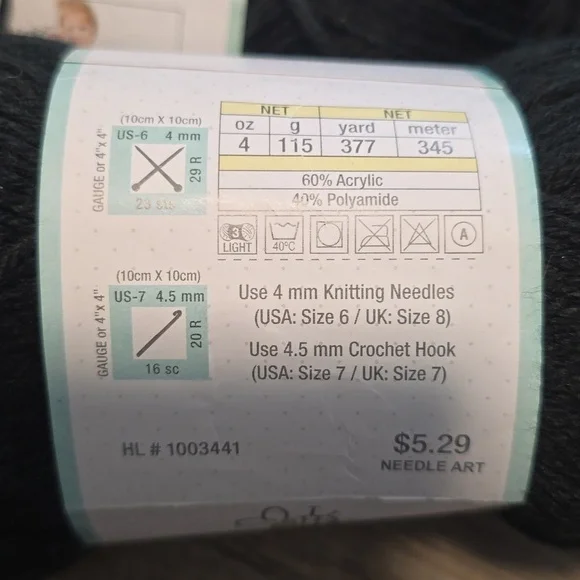 NET NET
oz g yard meter
4 115 377 345
60% Acrylic
40% Polyamide
(10cm X 10cm)
US-6 4 mm
GAUGE or 4"x 4"
29 R
23 sts
3
LIGHT
40°C
A
(10cm X 10cm)
US-7 4.5 mm
GAUGE or 4"x 4"
20 R
16 sc
Use 4 mm Knitting Needles
(USA: Size 6 / UK: Size 8)
Use 4.5 mm Crochet Hook
(USA: Size 7 / UK: Size 7)
HL # 1003441
$5.29
NEEDLE ART